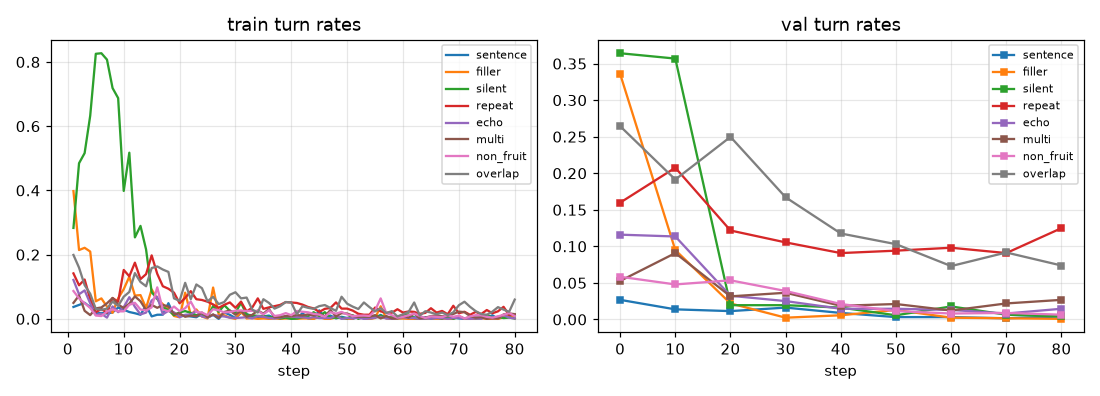 train turn rates
0.8
0.6
0.4
0.2
0.0
0 10 20 30 40 50 60 70 80
step
sentence
filler
silent
repeat
echo
multi
non_fruit
overlap
val turn rates
0.35
0.30
0.25
0.20
0.15
0.10
0.05
0.00
0 10 20 30 40 50 60 70 80
step
sentence
filler
silent
repeat
echo
multi
non_fruit
overlap